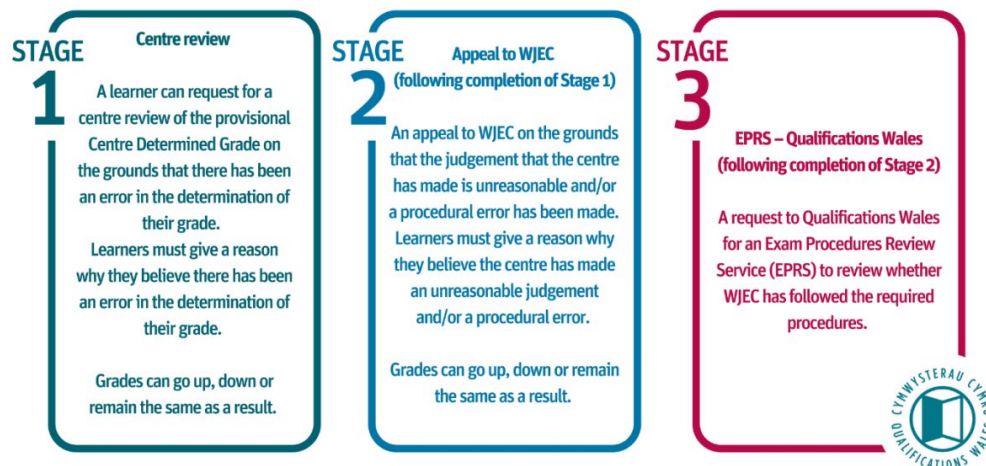 STAGE
1
Centre review
A learner can request for a
centre review of the provisional
Centre Determined Grade on
the grounds that there has been
an error in the determination of
their grade.
Learners must give a reason
why they believe there has been
an error in the determination of
their grade.
Grades can go up, down or
remain the same as a result.
STAGE
2
Appeal to WJEC
(following completion of Stage 1)
An appeal to WJEC on the grounds
that the judgement that the centre
has made is unreasonable and/or
a procedural error has been made.
Learners must give a reason why
they believe the centre has made
an unreasonable judgement
and/or a procedural error.
Grades can go up, down or remain
the same as a result.
STAGE
3
EPRS – Qualifications Wales
(following completion of Stage 2)
A request to Qualifications Wales
for an Exam Procedures Review
Service (EPRS) to review whether
WJEC has followed the required
procedures.
CYMWYSTERAU CYMRU
QUALIFICATIONS WALES